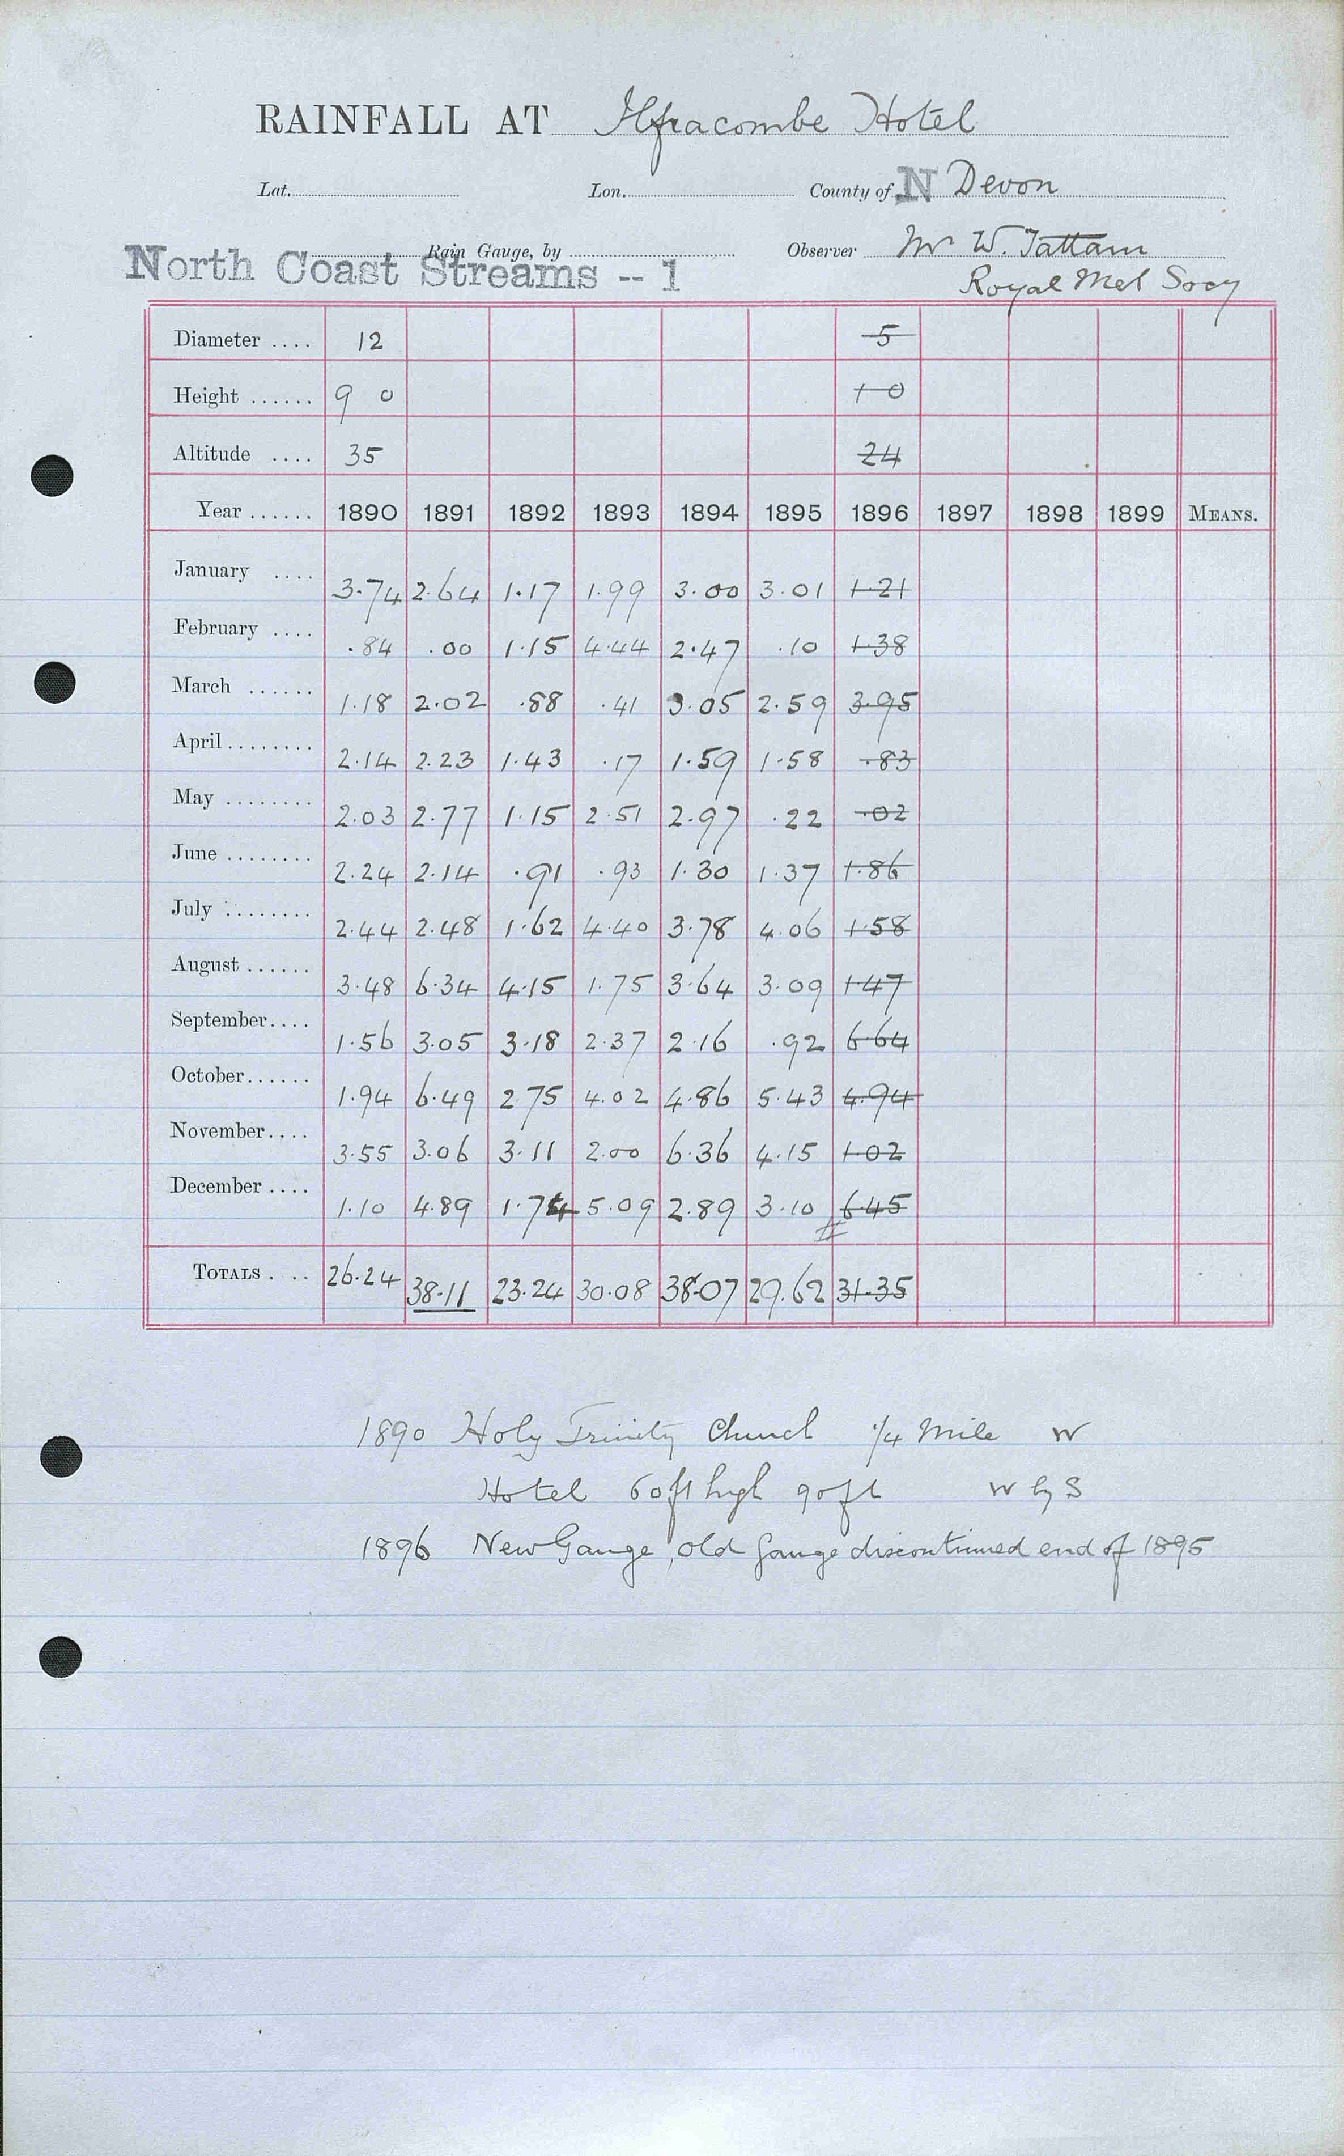 RAINFALL AT Ilfracombe Hotel
Lat. Lon. County of N Devon
Rain Gauge, by Observer Mr W. Tattam
North Coast Streams -- 1 Royal Met Socy
Diameter .... 12 5
Height ...... 9 0 1 0
Altitude .... 35 24
Year ...... 1890 1891 1892 1893 1894 1895 1896 1897 1898 1899 MEANS.
January .... 3.74 2.64 1.17 1.99 3.00 3.01 1.21
February .... .84 .00 1.15 4.44 2.47 .10 1.38
March ...... 1.18 2.02 .88 .41 3.05 2.59 3.95
April ........ 2.14 2.23 1.43 .17 1.59 1.58 .83
May ........ 2.03 2.77 1.15 2.51 2.97 .22 .02
June ........ 2.24 2.14 .91 .93 1.30 1.37 1.86
July ........ 2.44 2.48 1.62 4.40 3.78 4.06 1.58
August ...... 3.48 6.34 4.15 1.75 3.64 3.09 1.47
September.... 1.56 3.05 3.18 2.37 2.16 .92 6.64
October...... 1.94 6.49 2.75 4.02 4.86 5.43 4.94
November.... 3.55 3.06 3.11 2.00 6.36 4.15 1.02
December .... 1.10 4.89 1.74 5.09 2.89 3.10 6.45
TOTALS . .. 26.24 38.11 23.24 30.08 38.07 29.62 31.35
1890 Holy Trinity Church 1/4 Mile W
Hotel 60ft high 90ft W by S
1896 New Gauge, old gauge discontinued end of 1895